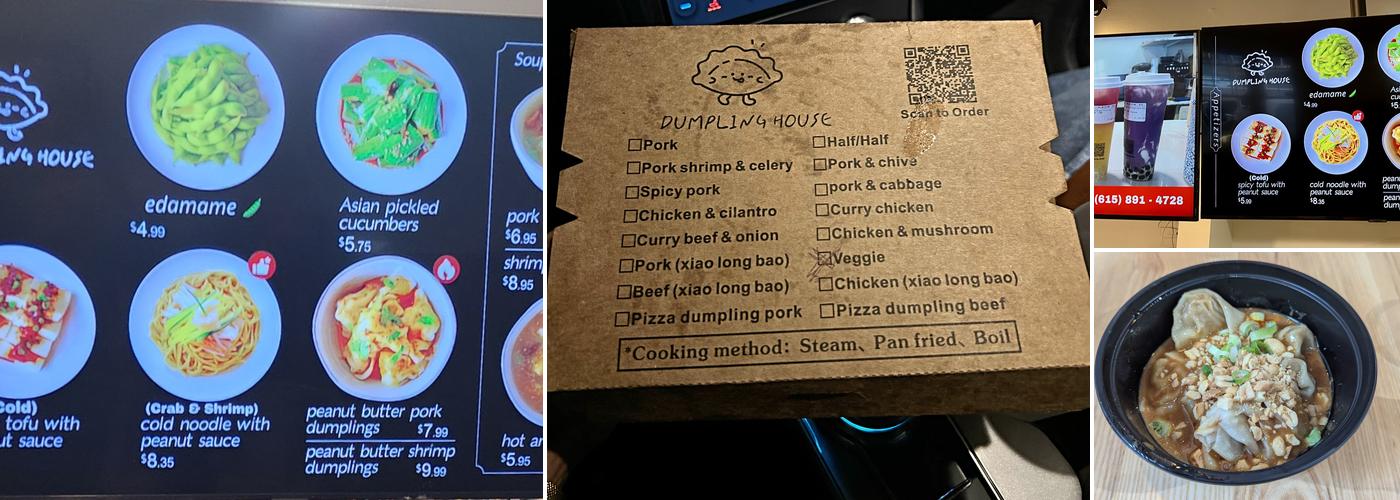 DUMPLING HOUSE
edamame
$4.99
Asian pickled
cucumbers
$5.75
Cold)
tofu with
ut sauce
(Crab & Shrimp)
cold noodle with
peanut sauce
$8.35
peanut butter pork
dumplings $7.99
peanut butter shrimp
dumplings $9.99
Soup
pork
$6.95
shrim
$8.95
hot an
$5.95
DUMPLING HOUSE
Scan to Order
Pork
Pork shrimp & celery
Spicy pork
Chicken & cilantro
Curry beef & onion
Pork (xiao long bao)
Beef (xiao long bao)
Pizza dumpling pork
Half/Half
Pork & chive
pork & cabbage
Curry chicken
Chicken & mushroom
Veggie
Chicken (xiao long bao)
Pizza dumpling beef
*Cooking method: Steam、Pan fried、Boil
(615) 891 - 4728
DUMPLING HOUSE
Appetizers
edamame
$4.99
(Cold)
spicy tofu with
peanut sauce
$5.99
cold noodle with
peanut sauce
$8.35